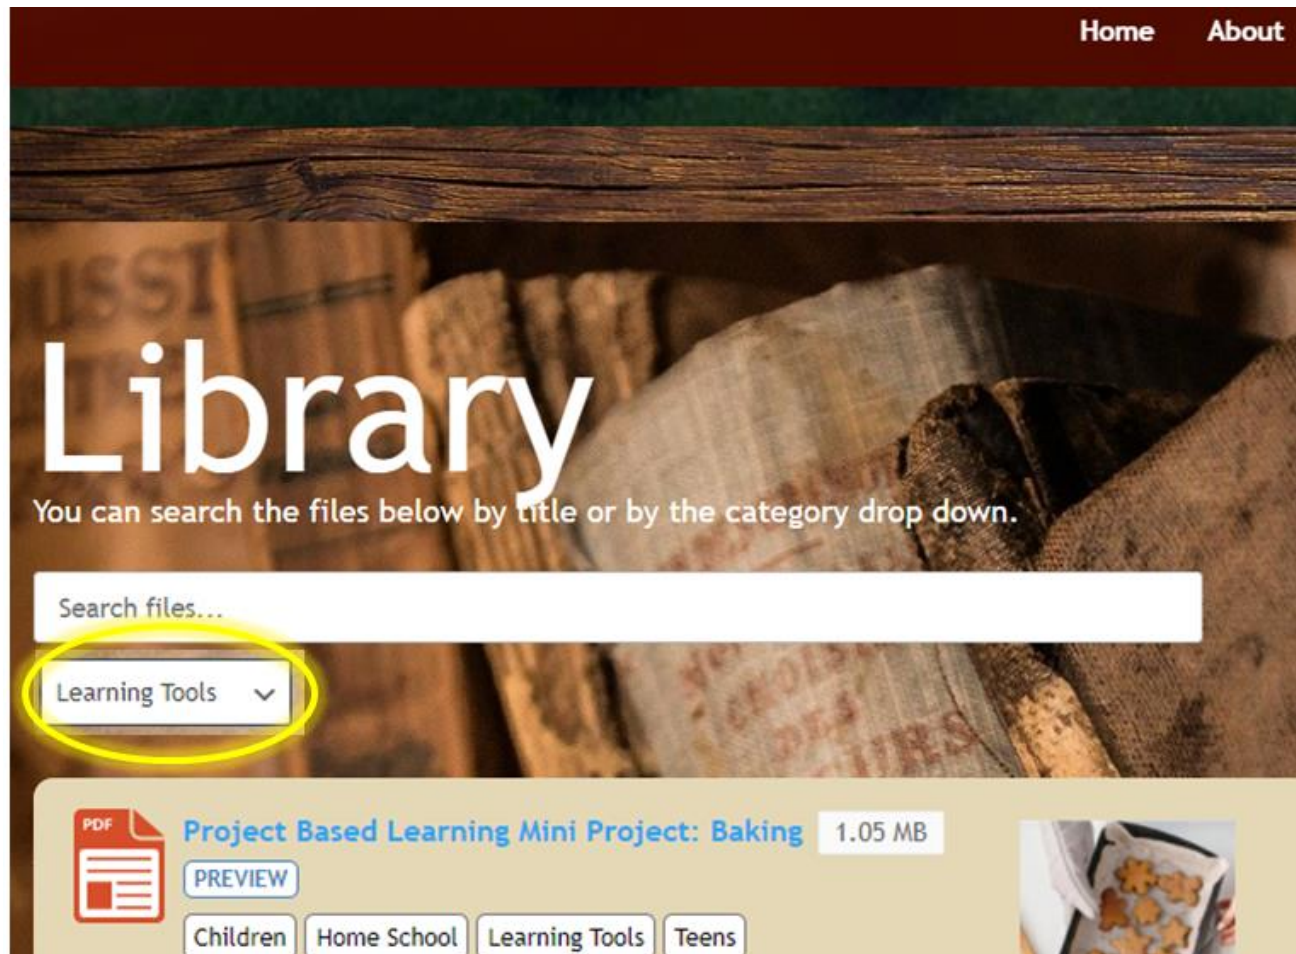 Home About
USSI
Library
You can search the files below by title or by the category drop down.
Search files...
Learning Tools
PDF
Project Based Learning Mini Project: Baking 1.05 MB
PREVIEW
Children Home School Learning Tools Teens